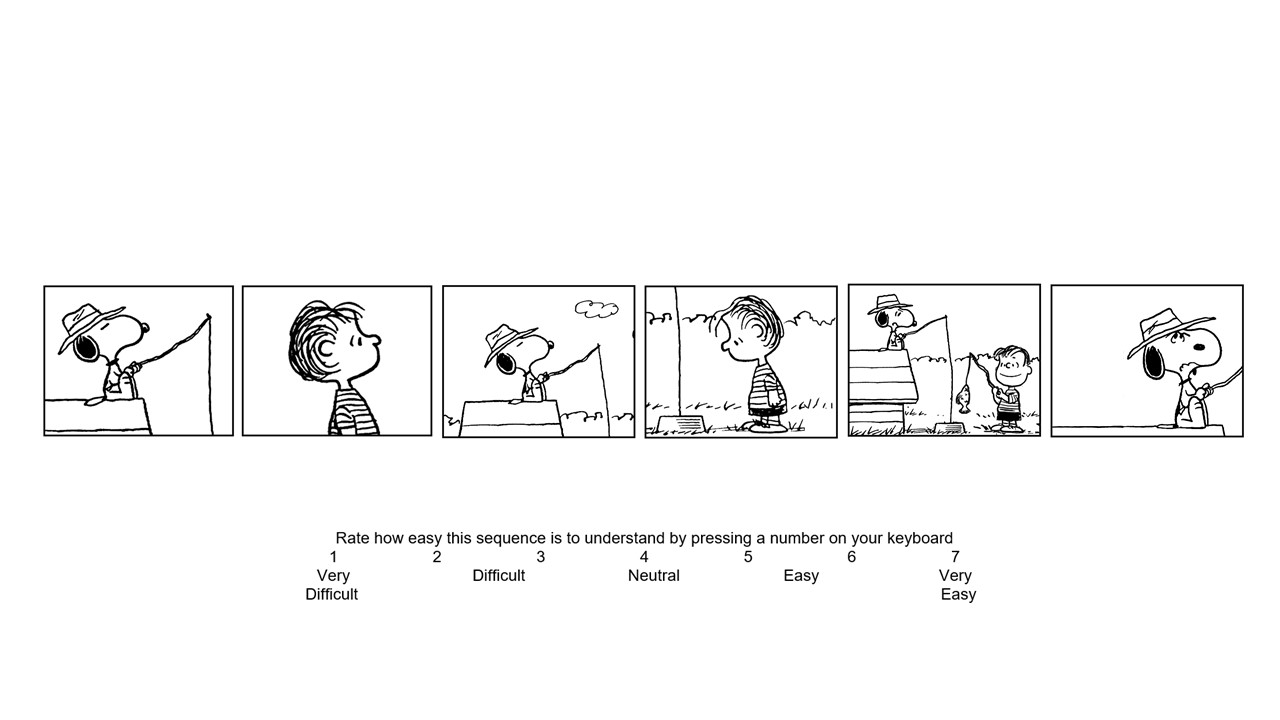 Rate how easy this sequence is to understand by pressing a number on your keyboard
1 2 3 4 5 6 7
Very Difficult Neutral Easy Very
Difficult Easy